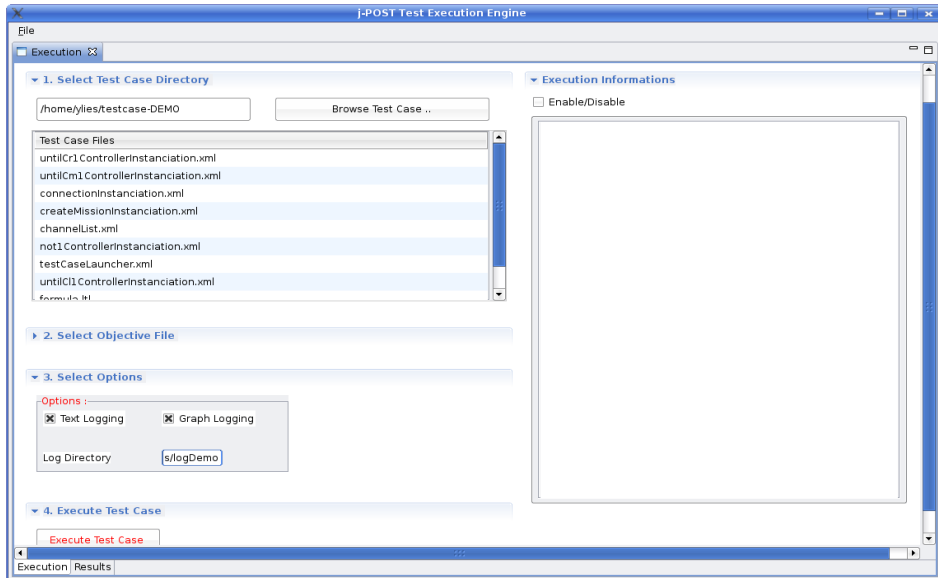 j-POST Test Execution Engine
File
Execution
1. Select Test Case Directory
/home/ylies/testcase-DEMO
Browse Test Case ..
Test Case Files
untilCr1ControllerInstanciation.xml
untilCm1ControllerInstanciation.xml
connectionInstanciation.xml
createMissionInstanciation.xml
channelList.xml
not1ControllerInstanciation.xml
testCaseLauncher.xml
untilCl1ControllerInstanciation.xml
formula.ltl
2. Select Objective File
3. Select Options
Options :
Text Logging
Graph Logging
Log Directory
s/logDemo
4. Execute Test Case
Execute Test Case
Execution Informations
Enable/Disable
Execution
Results